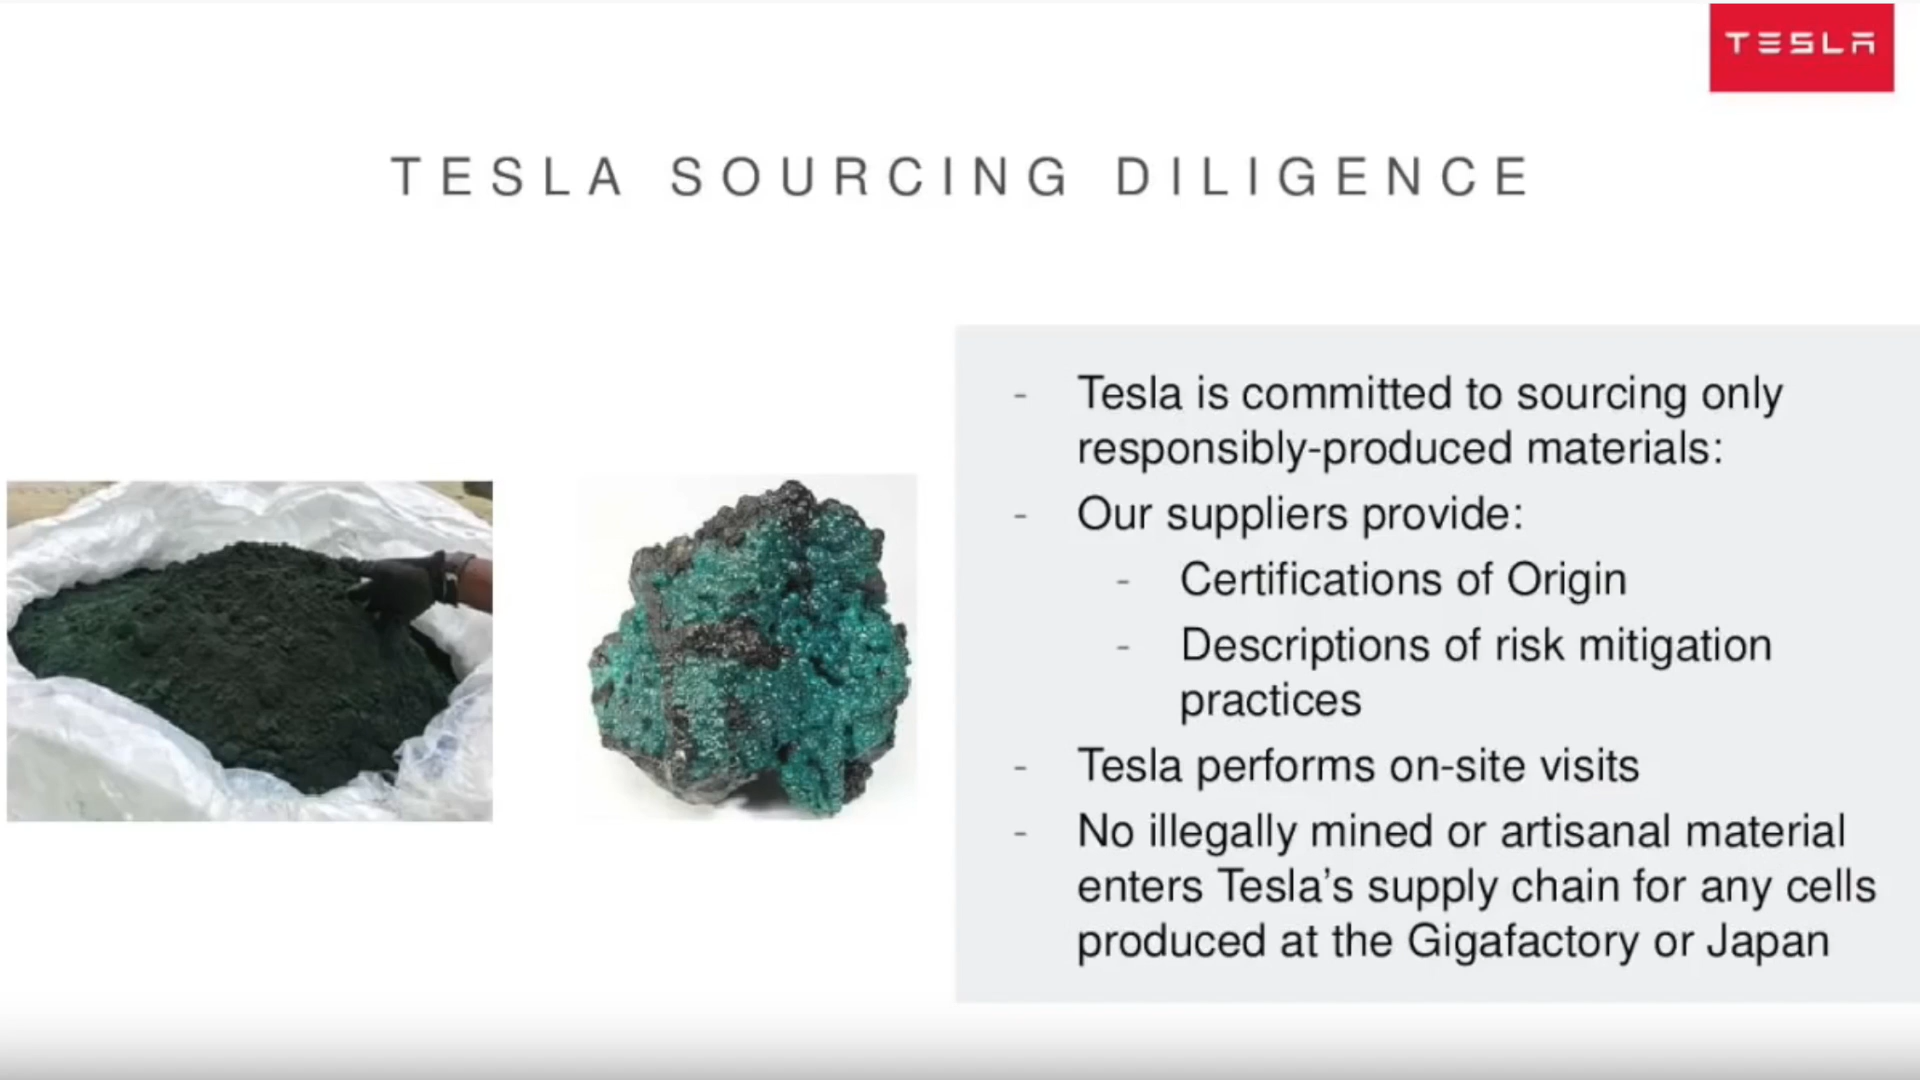 TESLA
TESLA SOURCING DILIGENCE
- Tesla is committed to sourcing only
responsibly-produced materials:
- Our suppliers provide:
- Certifications of Origin
- Descriptions of risk mitigation
practices
- Tesla performs on-site visits
- No illegally mined or artisanal material
enters Tesla’s supply chain for any cells
produced at the Gigafactory or Japan